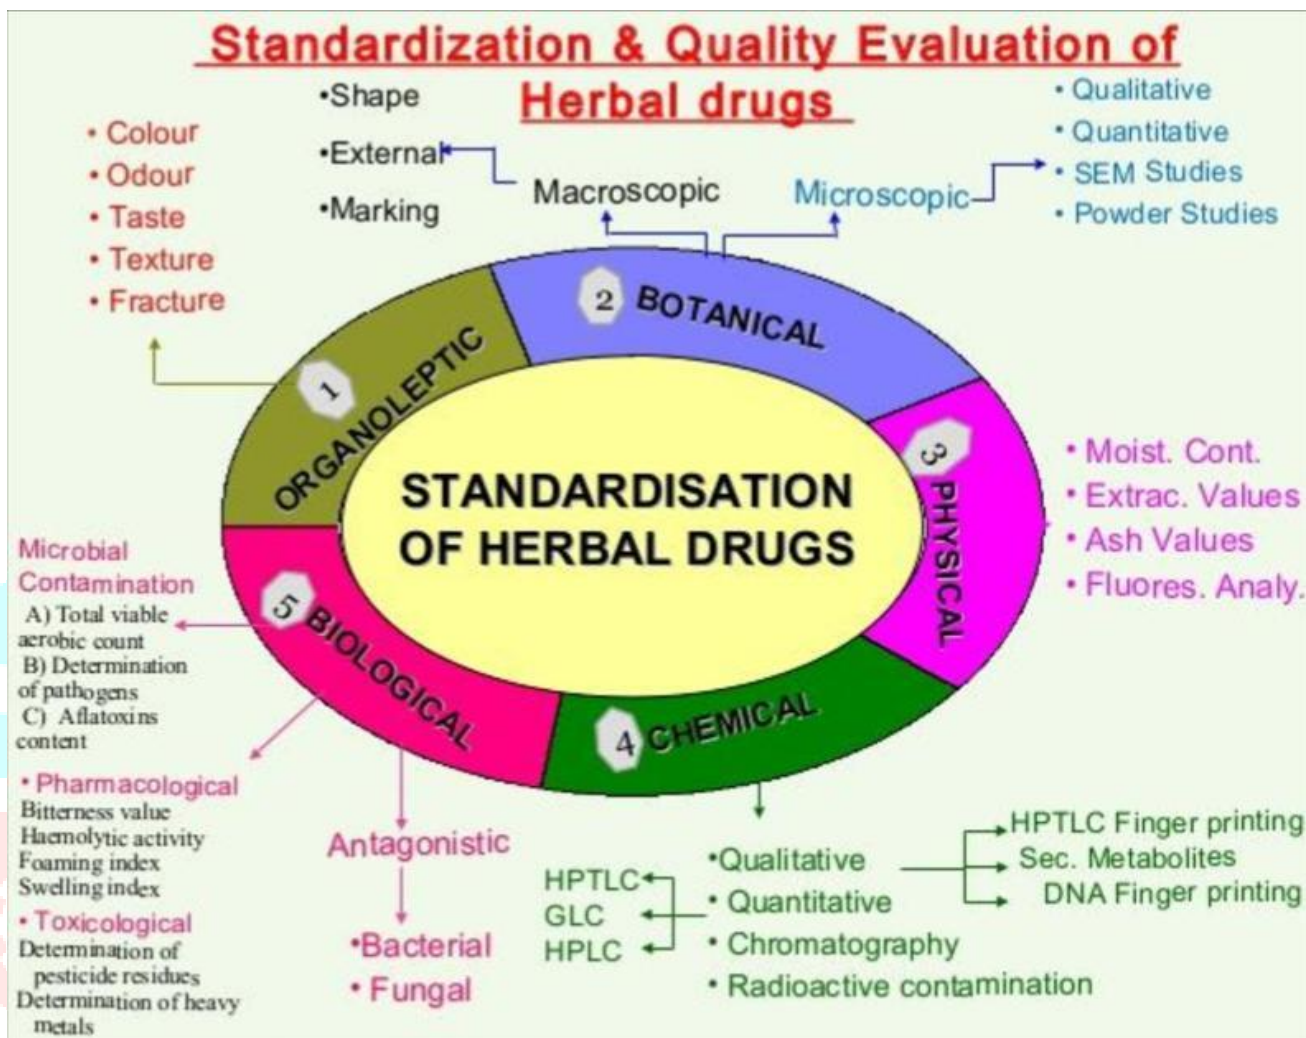 Standardization & Quality Evaluation of
Herbal drugs
• Colour
• Odour
• Taste
• Texture
• Fracture
•Shape
•External
•Marking
Macroscopic
Microscopic
• Qualitative
• Quantitative
• SEM Studies
• Powder Studies
1
ORGANOLEPTIC
2
BOTANICAL
3
PHYSICAL
4
CHEMICAL
5
BIOLOGICAL
STANDARDISATION
OF HERBAL DRUGS
• Moist. Cont.
• Extrac. Values
• Ash Values
• Fluores. Analy.
Microbial
Contamination
A) Total viable
aerobic count
B) Determination
of pathogens
C) Aflatoxins
content
• Pharmacological
Bitterness value
Haemolytic activity
Foaming index
Swelling index
• Toxicological
Determination of
pesticide residues
Determination of heavy
metals
Antagonistic
•Bacterial
• Fungal
HPTLC
GLC
HPLC
•Qualitative
• Quantitative
• Chromatography
• Radioactive contamination
HPTLC Finger printing
Sec. Metabolites
DNA Finger printing